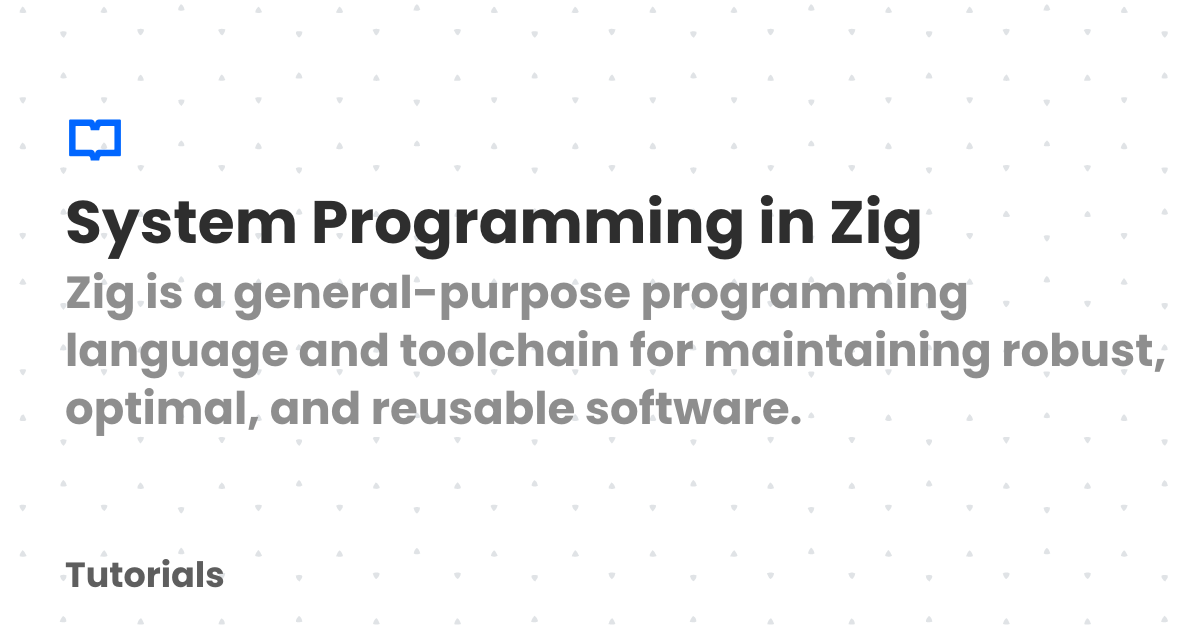 System Programming in Zig
Zig is a general-purpose programming
language and toolchain for maintaining robust,
optimal, and reusable software.
Tutorials